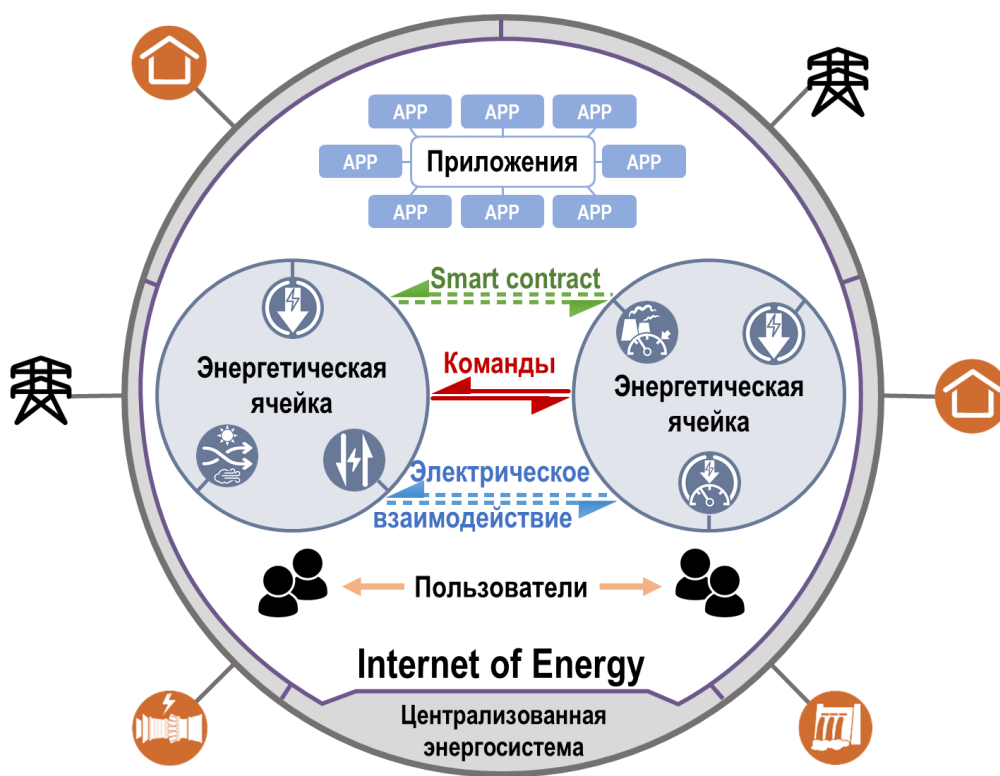 APP APP APP
APP Приложения APP
APP APP APP
Smart contract
Энергетическая
ячейка
Команды
Энергетическая
ячейка
Электрическое
взаимодействие
Пользователи
Internet of Energy
Централизованная
энергосистема